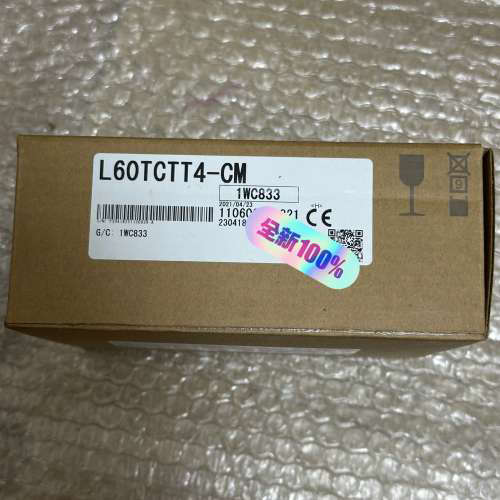 L60TCTT4-CM
1WC833
2021/04/23
<H>
CE
G/C: 1WC833
全新100%